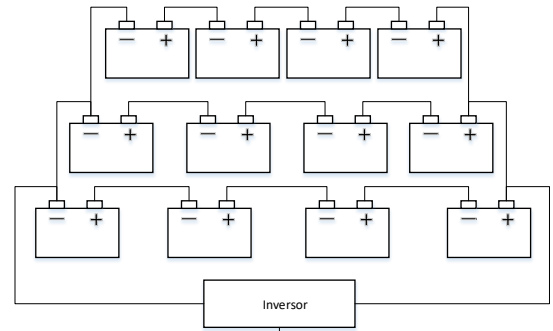 — + — + — + — +
— + — + — + — +
— + — + — + — +
Inversor